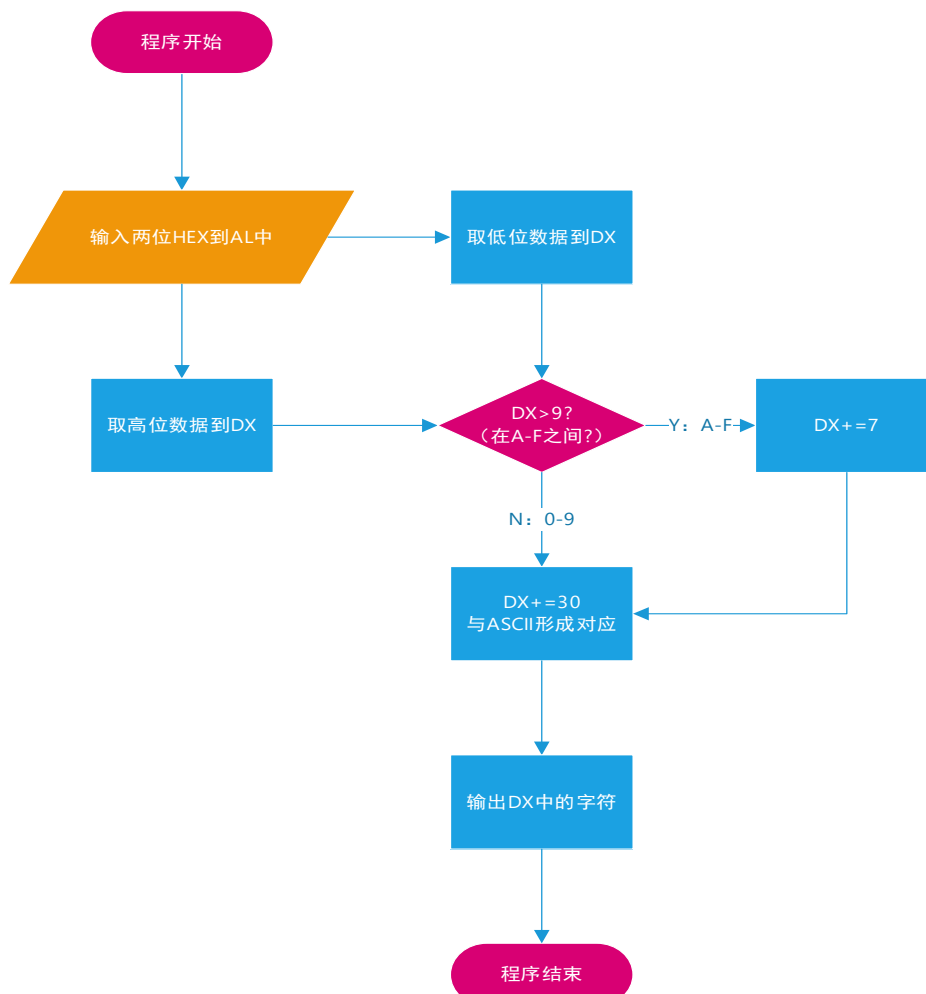 程序开始
输入两位HEX到AL中
取低位数据到DX
取高位数据到DX
DX>9?
（在A-F之间?）
Y：A-F
DX+=7
N：0-9
DX+=30
与ASCII形成对应
输出DX中的字符
程序结束